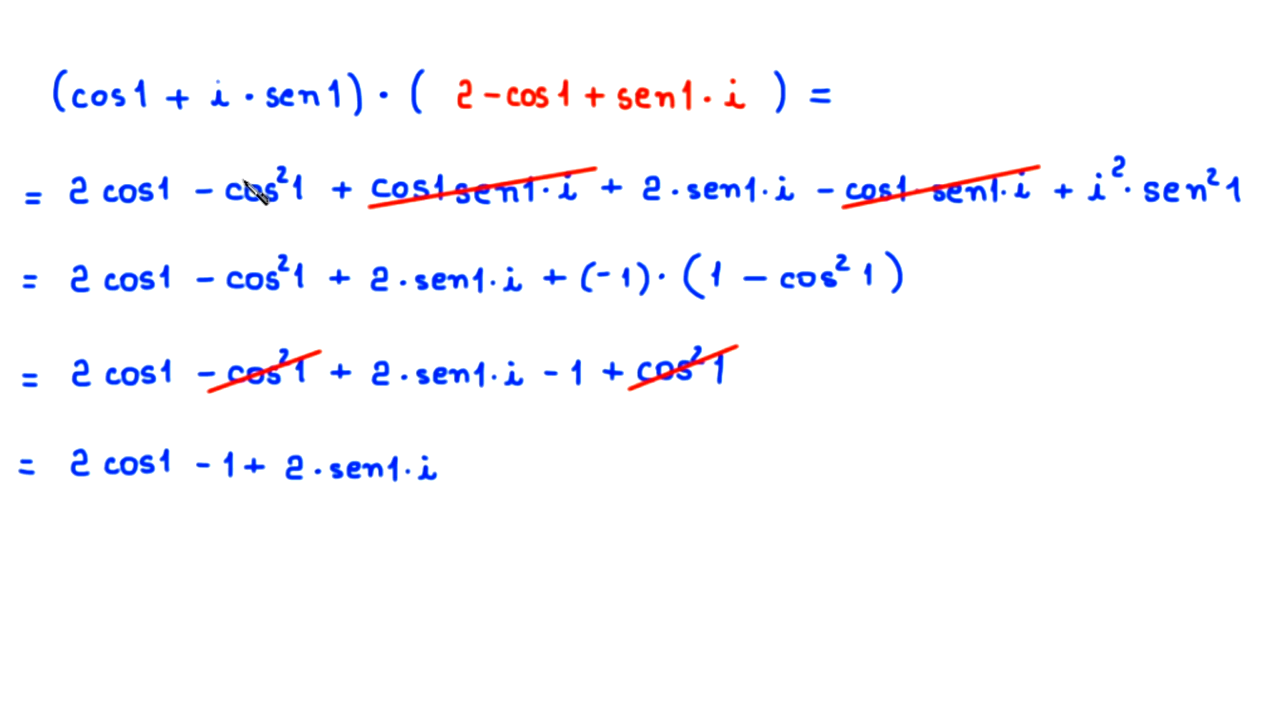 (cos1 + i · sen1) · ( 2 - cos1 + sen1 · i ) =
= 2 cos1 - cos²1 + cos1 sen1 · i + 2 · sen1 · i - cos1 · sen1 · i + i² · sen²1
= 2 cos1 - cos²1 + 2 · sen1 · i + (-1) · (1 - cos²1)
= 2 cos1 - cos²1 + 2 · sen1 · i - 1 + cos²1
= 2 cos1 - 1 + 2 · sen1 · i